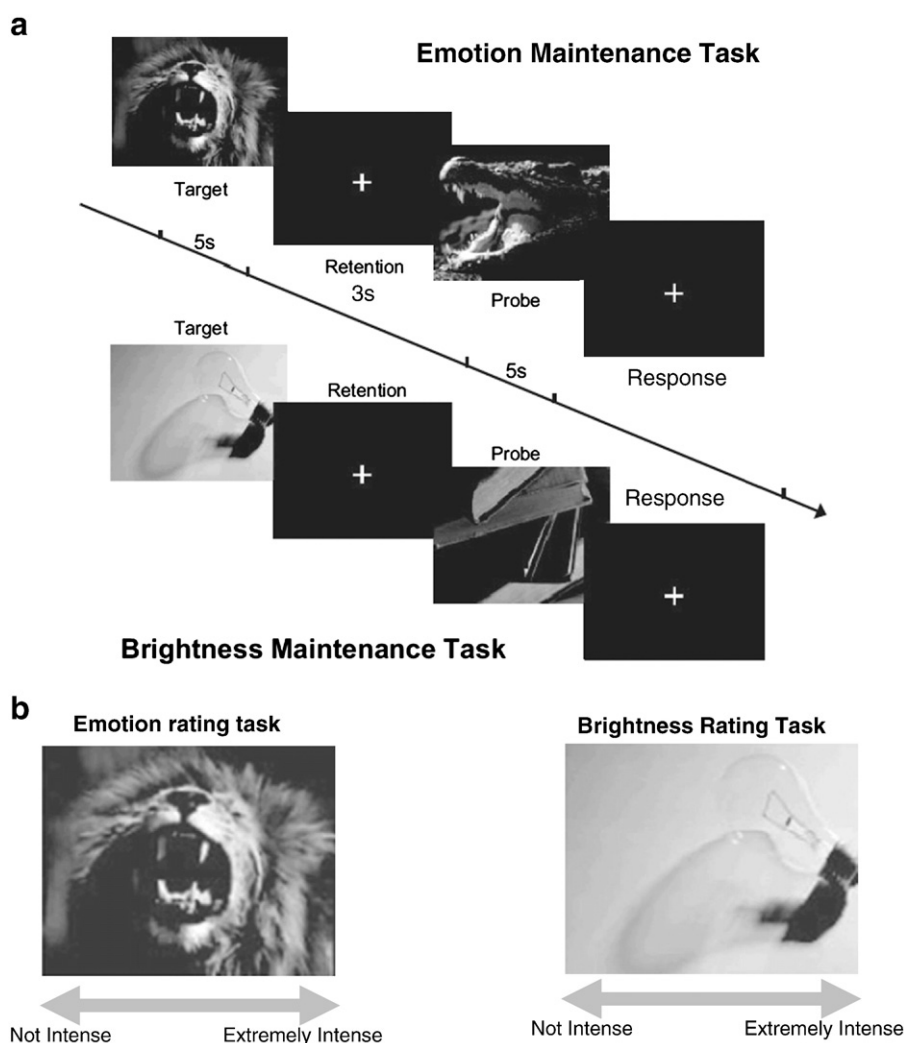 a
Emotion Maintenance Task
Target
5s
Retention
3s
Probe
Target
5s
Response
Retention
Probe
Response
Brightness Maintenance Task
b
Emotion rating task
Brightness Rating Task
Not Intense
Extremely Intense
Not Intense
Extremely Intense